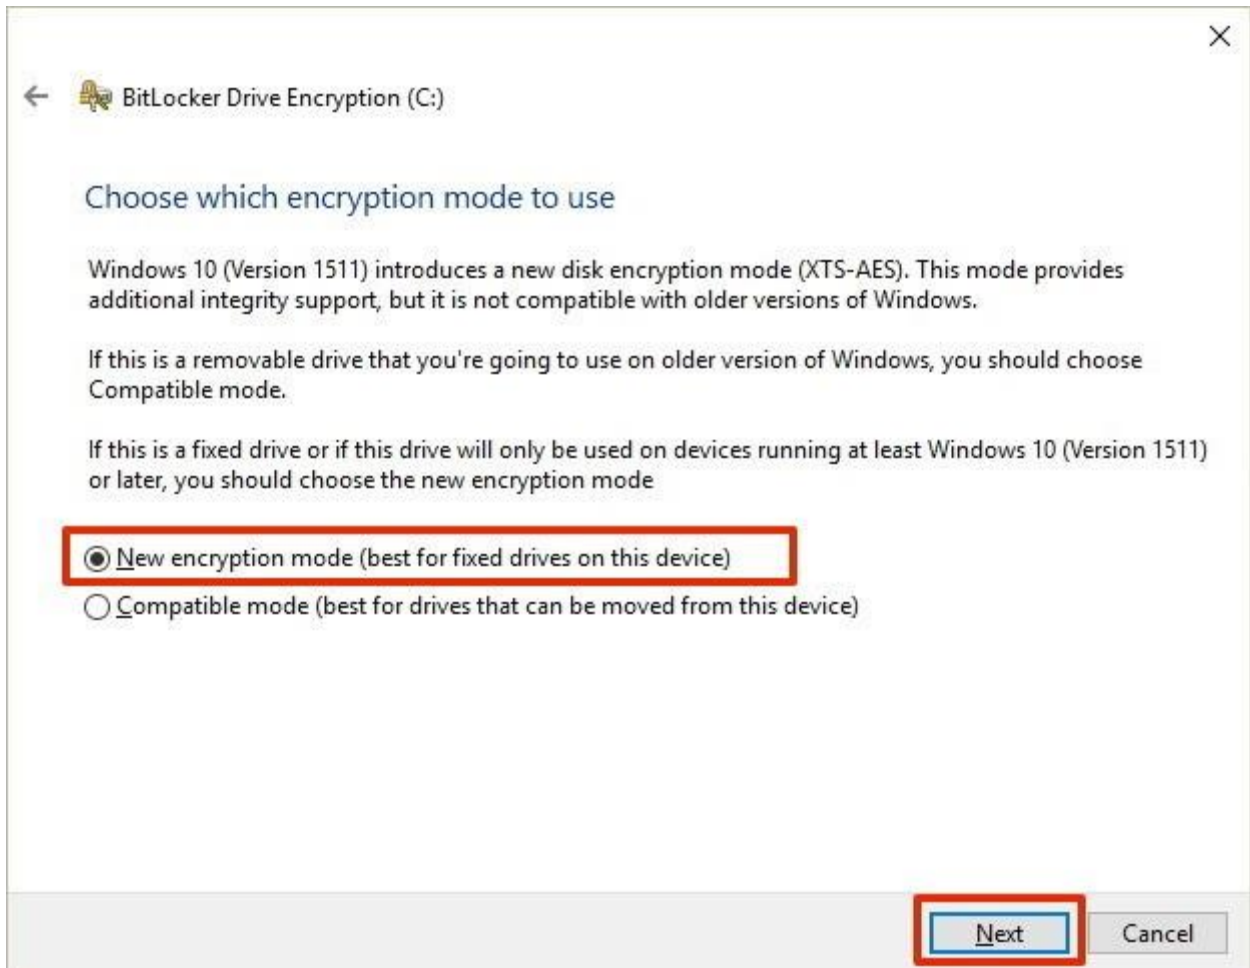 BitLocker Drive Encryption (C:)
Choose which encryption mode to use
Windows 10 (Version 1511) introduces a new disk encryption mode (XTS-AES). This mode provides
additional integrity support, but it is not compatible with older versions of Windows.
If this is a removable drive that you're going to use on older version of Windows, you should choose
Compatible mode.
If this is a fixed drive or if this drive will only be used on devices running at least Windows 10 (Version 1511)
or later, you should choose the new encryption mode
New encryption mode (best for fixed drives on this device)
Compatible mode (best for drives that can be moved from this device)
Next Cancel